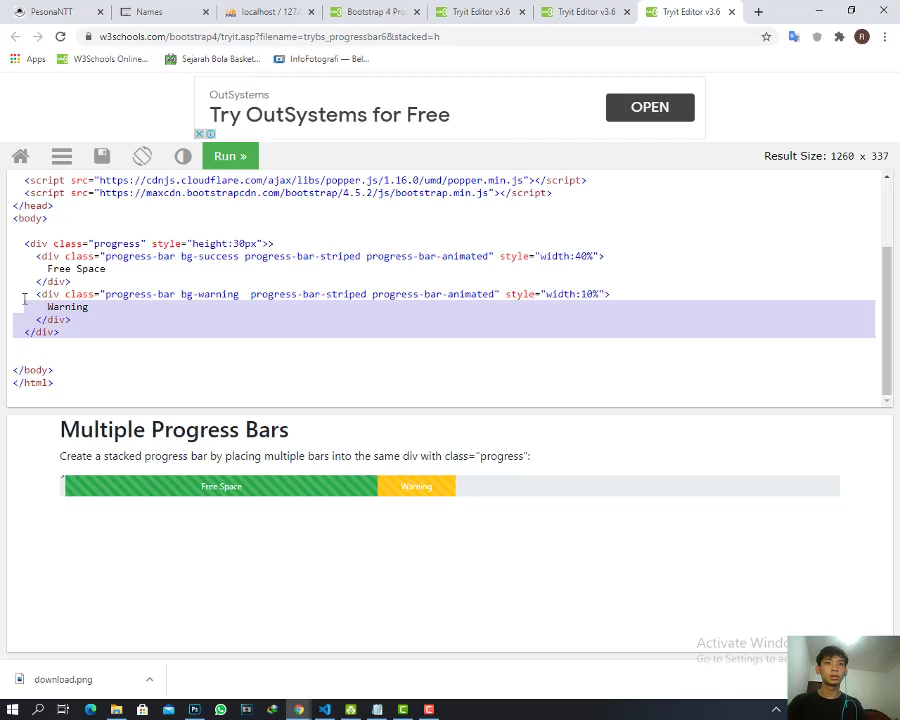 PesonaNTT
Names
localhost / 127.
Bootstrap 4 Pro
Tryit Editor v3.6
Tryit Editor v3.6
Tryit Editor v3.6
w3schools.com/bootstrap4/tryit.asp?filename=trybs_progressbar6&stacked=h
Apps
W3Schools Online...
Sejarah Bola Basket...
InfoFotografi — Bel...
OutSystems
Try OutSystems for Free
OPEN
Run »
Result Size: 1260 x 337
<script src="https://cdnjs.cloudflare.com/ajax/libs/popper.js/1.16.0/umd/popper.min.js"></script>
<script src="https://maxcdn.bootstrapcdn.com/bootstrap/4.5.2/js/bootstrap.min.js"></script>
</head>
<body>
<div class="progress" style="height:30px">>
<div class="progress-bar bg-success progress-bar-striped progress-bar-animated" style="width:40%">
Free Space
</div>
<div class="progress-bar bg-warning  progress-bar-striped progress-bar-animated" style="width:10%">
Warning
</div>
</div>
</body>
</html>
Multiple Progress Bars
Create a stacked progress bar by placing multiple bars into the same div with class="progress":
Free Space
Warning
Activate Windo
Go to Settings to a
download.png